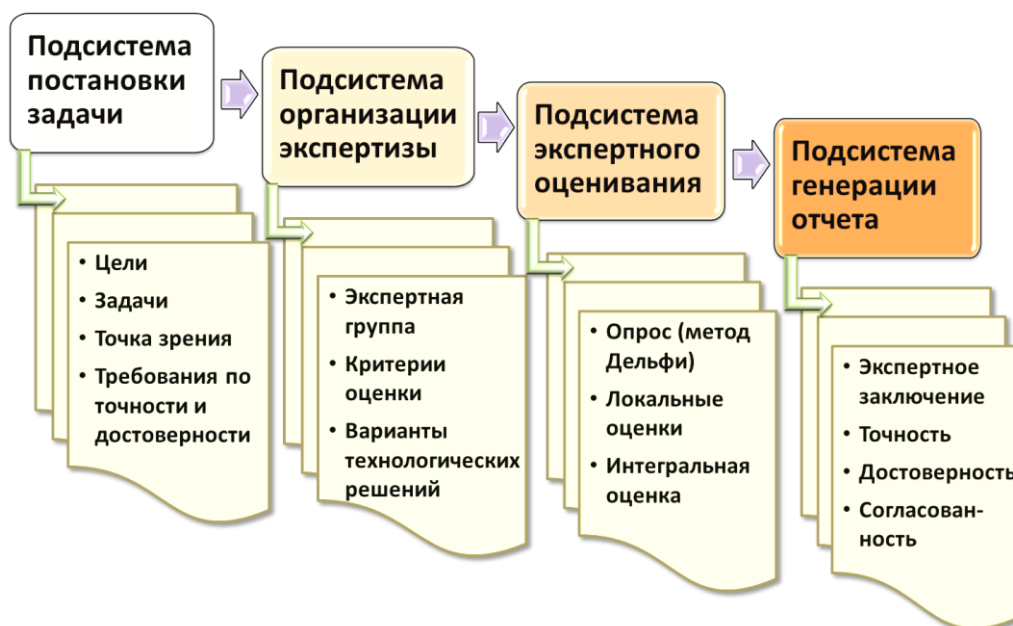 Подсистема
постановки
задачи
Подсистема
организации
экспертизы
Подсистема
экспертного
оценивания
Подсистема
генерации
отчета
• Цели
• Задачи
• Точка зрения
• Требования по
точности и
достоверности
• Экспертная
группа
• Критерии
оценки
• Варианты
технологических
решений
• Опрос (метод
Дельфи)
• Локальные
оценки
• Интегральная
оценка
• Экспертное
заключение
• Точность
• Достоверность
• Согласован-
ность